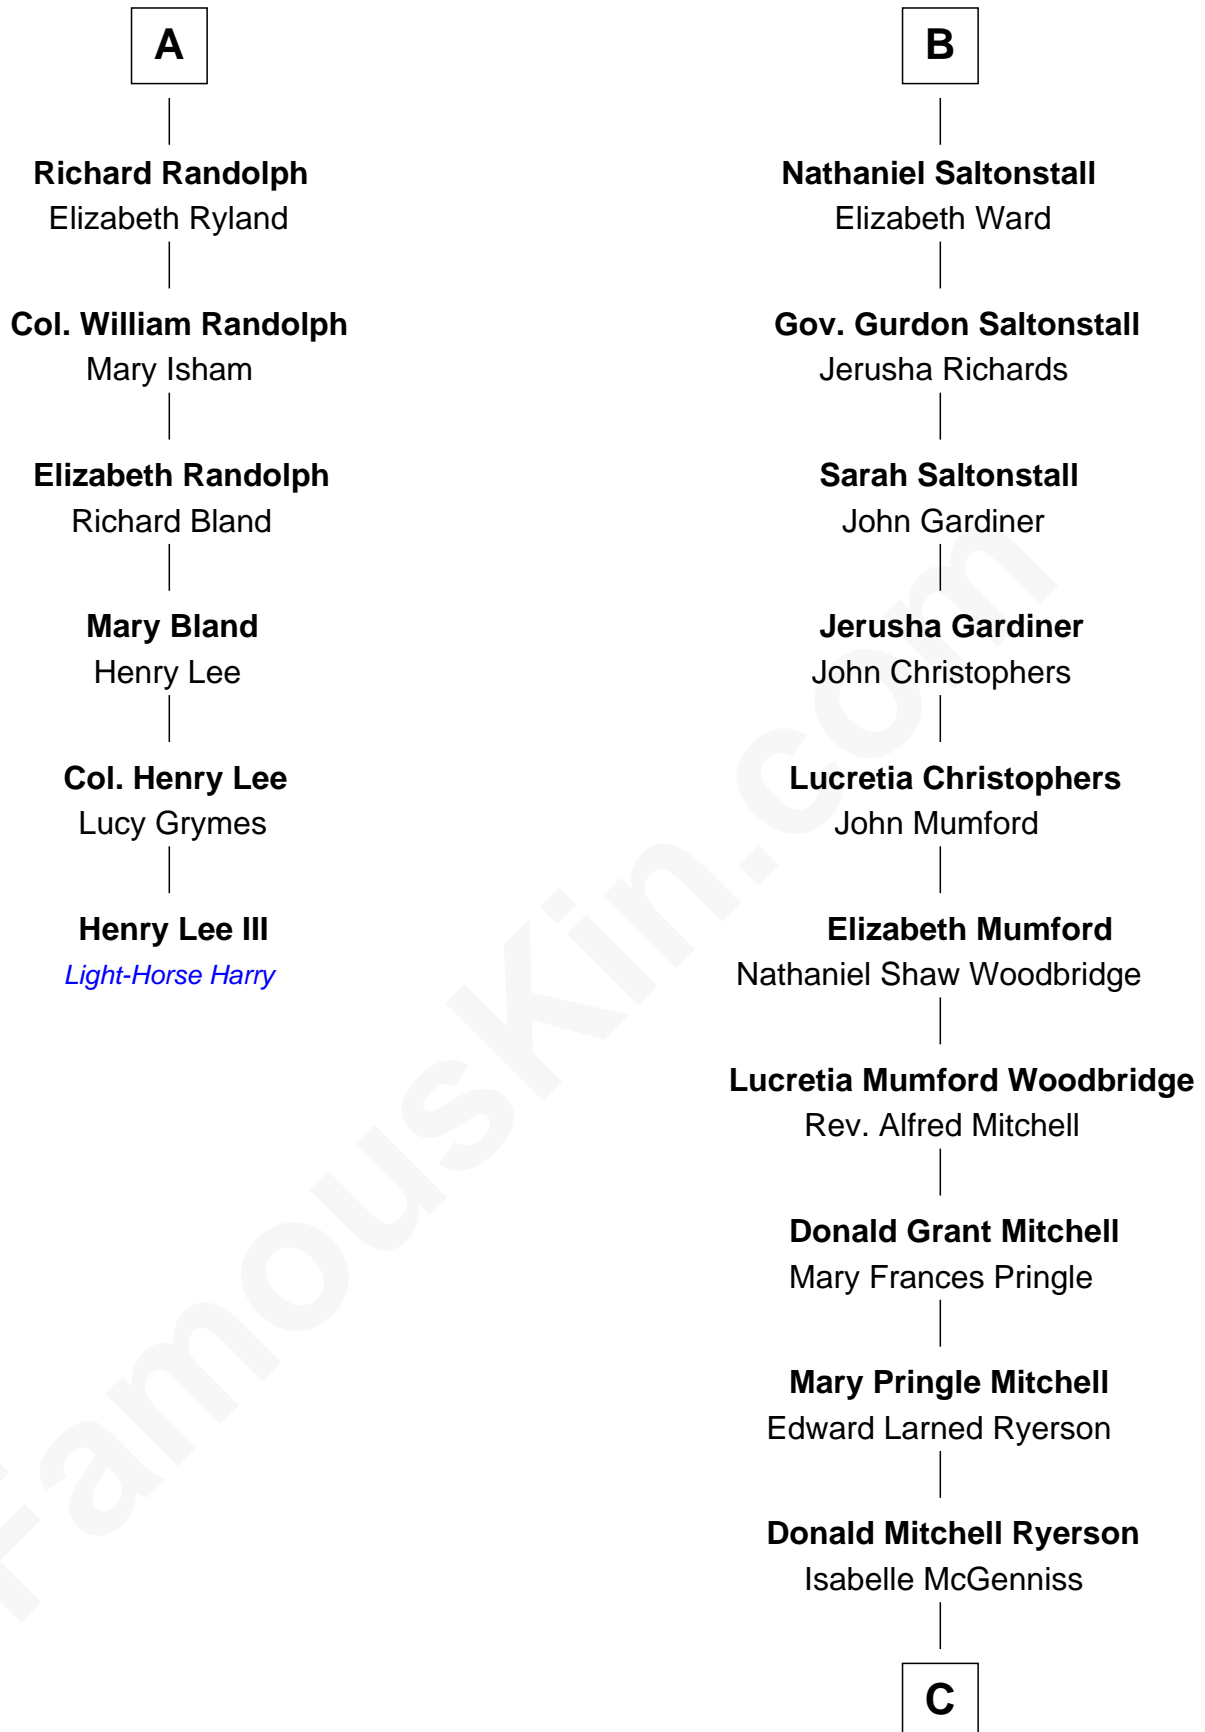 A
Richard Randolph
Elizabeth Ryland
Col. William Randolph
Mary Isham
Elizabeth Randolph
Richard Bland
Mary Bland
Henry Lee
Col. Henry Lee
Lucy Grymes
Henry Lee III
Light-Horse Harry
B
Nathaniel Saltonstall
Elizabeth Ward
Gov. Gurdon Saltonstall
Jerusha Richards
Sarah Saltonstall
John Gardiner
Jerusha Gardiner
John Christophers
Lucretia Christophers
John Mumford
Elizabeth Mumford
Nathaniel Shaw Woodbridge
Lucretia Mumford Woodbridge
Rev. Alfred Mitchell
Donald Grant Mitchell
Mary Frances Pringle
Mary Pringle Mitchell
Edward Larned Ryerson
Donald Mitchell Ryerson
Isabelle McGenniss
C
FamousKin.com